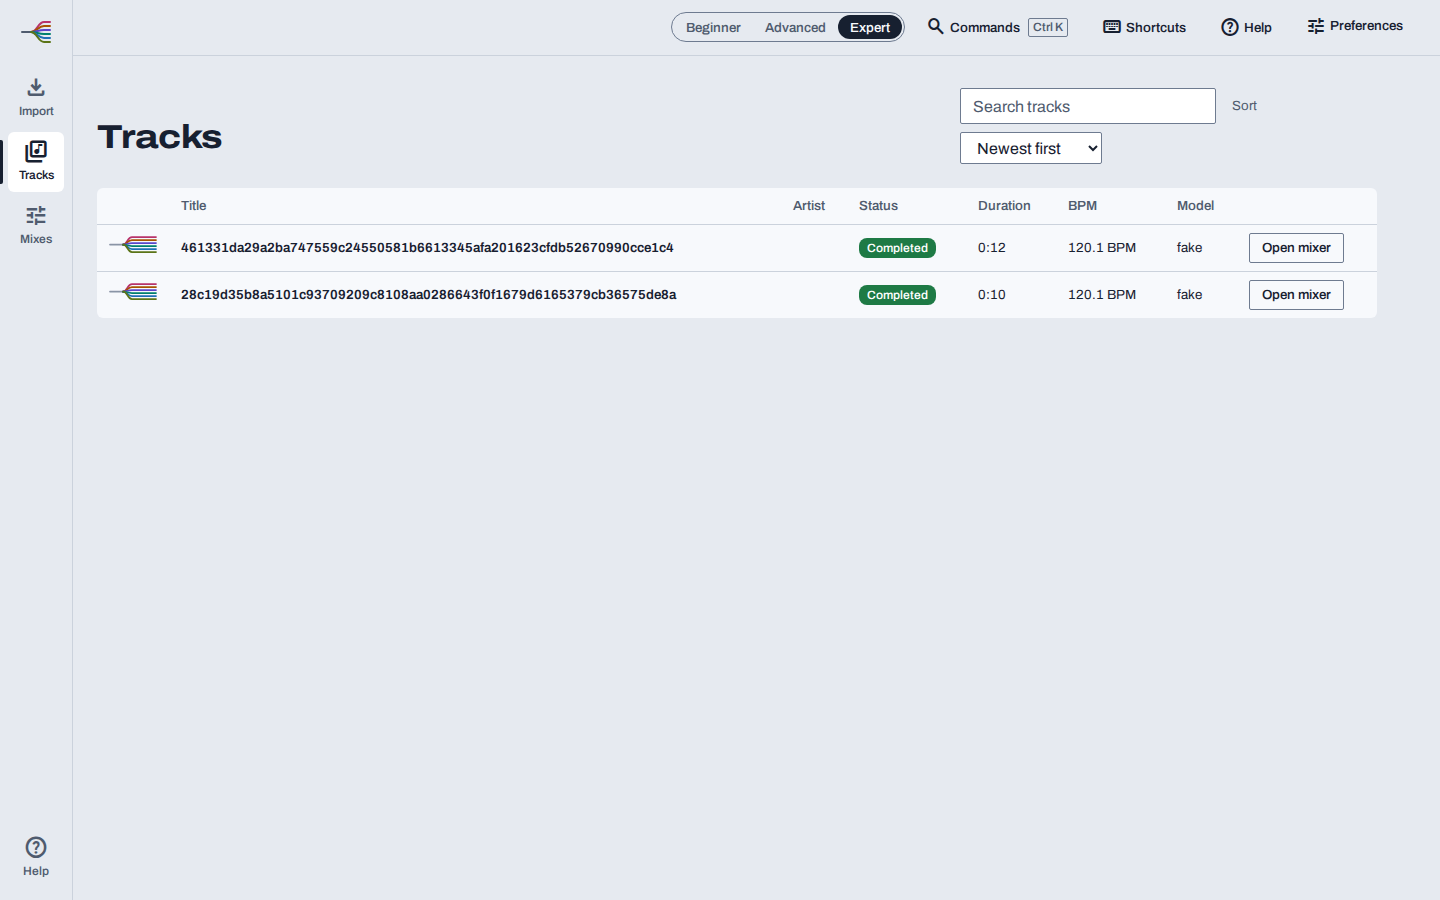 Beginner Advanced Expert Commands Ctrl K Shortcuts Help Preferences
Import
Tracks
Mixes
Help
Tracks
Search tracks
Sort
Newest first
Title Artist Status Duration BPM Model
461331da29a2ba747559c24550581b6613345afa201623cfdb52670990cce1c4 Completed 0:12 120.1 BPM fake Open mixer
28c19d35b8a5101c93709209c8108aa0286643f0f1679d6165379cb36575de8a Completed 0:10 120.1 BPM fake Open mixer